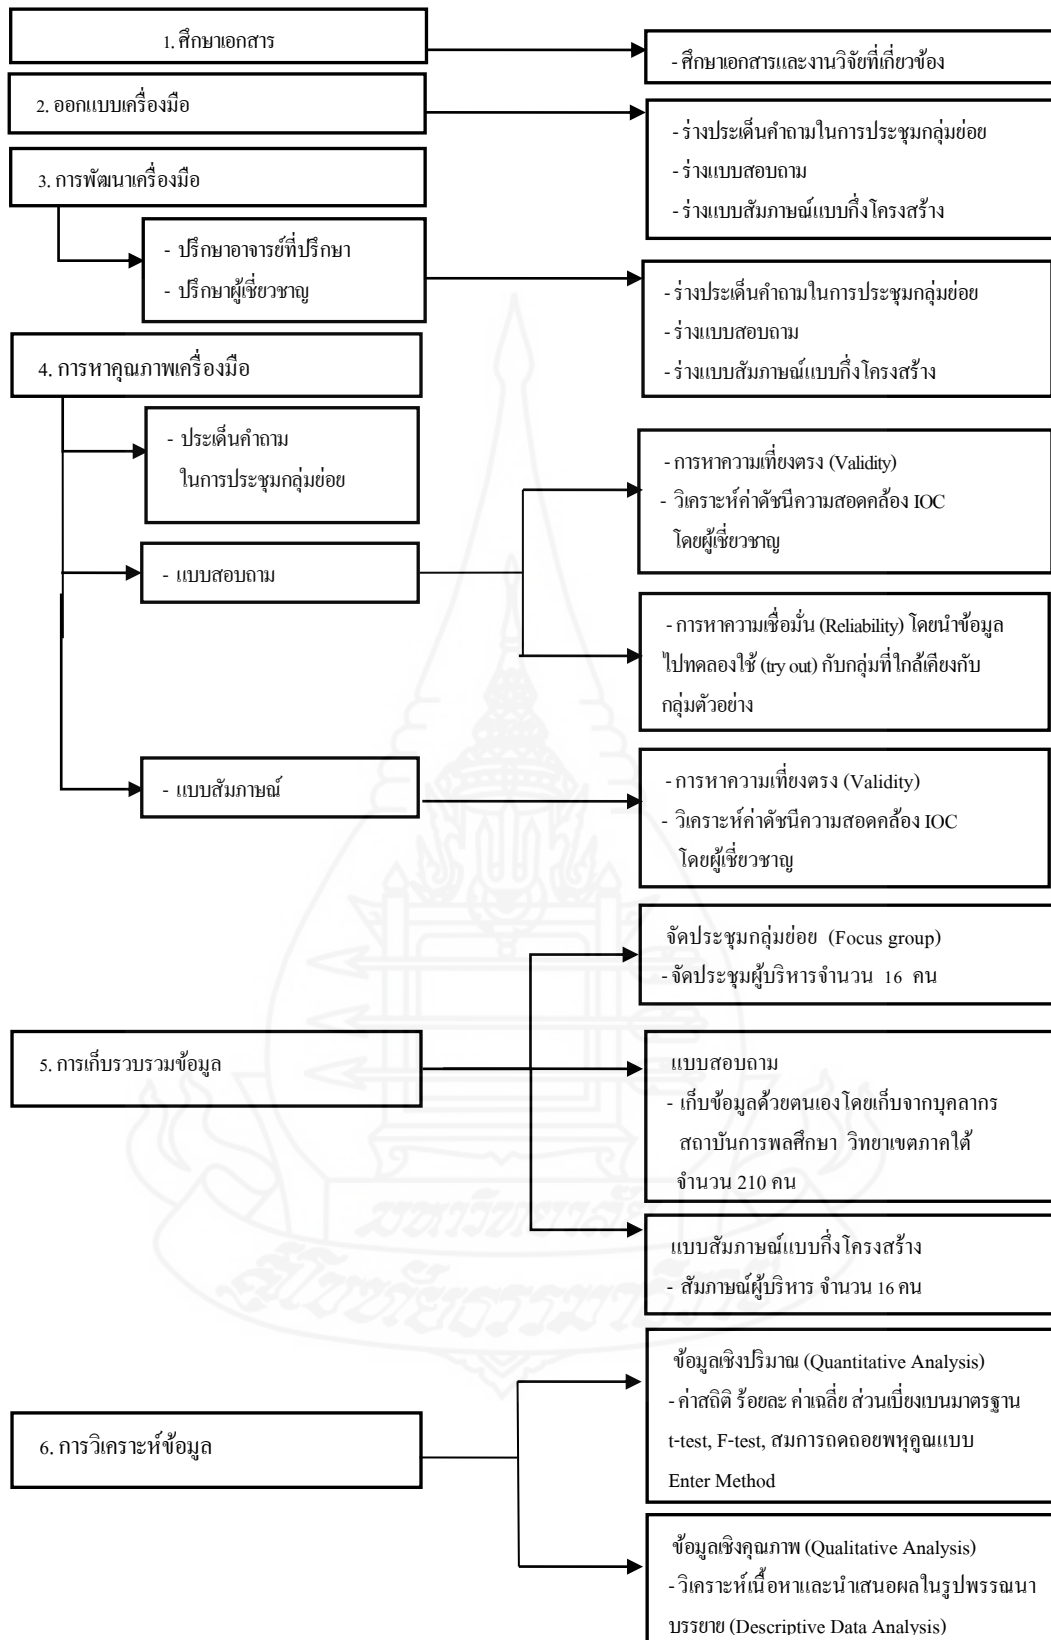 1. ศึกษาเอกสาร
- ศึกษาเอกสารและงานวิจัยที่เกี่ยวข้อง
2. ออกแบบเครื่องมือ
- ร่างประเด็นคำถามในการประชุมกลุ่มย่อย
- ร่างแบบสอบถาม
- ร่างแบบสัมภาษณ์แบบกึ่งโครงสร้าง
3. การพัฒนาเครื่องมือ
- ปรึกษาอาจารย์ที่ปรึกษา
- ปรึกษาผู้เชี่ยวชาญ
- ร่างประเด็นคำถามในการประชุมกลุ่มย่อย
- ร่างแบบสอบถาม
- ร่างแบบสัมภาษณ์แบบกึ่งโครงสร้าง
4. การหาคุณภาพเครื่องมือ
- ประเด็นคำถาม
ในการประชุมกลุ่มย่อย
- แบบสอบถาม
- การหาความเที่ยงตรง (Validity)
- วิเคราะห์ค่าดัชนีความสอดคล้อง IOC
โดยผู้เชี่ยวชาญ
- การหาความเชื่อมั่น (Reliability) โดยนำข้อมูล
ไปทดลองใช้ (try out) กับกลุ่มที่ใกล้เคียงกับ
กลุ่มตัวอย่าง
- แบบสัมภาษณ์
- การหาความเที่ยงตรง (Validity)
- วิเคราะห์ค่าดัชนีความสอดคล้อง IOC
โดยผู้เชี่ยวชาญ
5. การเก็บรวบรวมข้อมูล
จัดประชุมกลุ่มย่อย (Focus group)
- จัดประชุมผู้บริหารจำนวน 16 คน
แบบสอบถาม
- เก็บข้อมูลด้วยตนเองโดยเก็บจากบุคลากร
สถาบันการพลศึกษา วิทยาเขตภาคใต้
จำนวน 210 คน
แบบสัมภาษณ์แบบกึ่งโครงสร้าง
- สัมภาษณ์ผู้บริหาร จำนวน 16 คน
6. การวิเคราะห์ข้อมูล
ข้อมูลเชิงปริมาณ (Quantitative Analysis)
- ค่าสถิติ ร้อยละ ค่าเฉลี่ย ส่วนเบี่ยงเบนมาตรฐาน
t-test, F-test, สมการถดถอยพหุคูณแบบ
Enter Method
ข้อมูลเชิงคุณภาพ (Qualitative Analysis)
- วิเคราะห์เนื้อหาและนำเสนอผลในรูปพรรณนา
บรรยาย (Descriptive Data Analysis)
มหาวิทยาลัย
สุโขทัยธรรมาธิราช